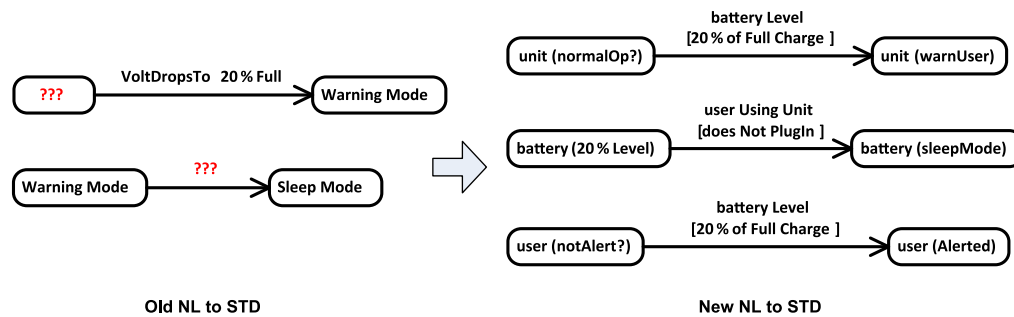 ???
VoltDropsTo 20 % Full
Warning Mode
Warning Mode
???
Sleep Mode
Old NL to STD
battery Level
[20 % of Full Charge ]
unit (normalOp?)
unit (warnUser)
user Using Unit
[does Not PlugIn ]
battery (20 % Level)
battery (sleepMode)
battery Level
[20 % of Full Charge ]
user (notAlert?)
user (Alerted)
New NL to STD